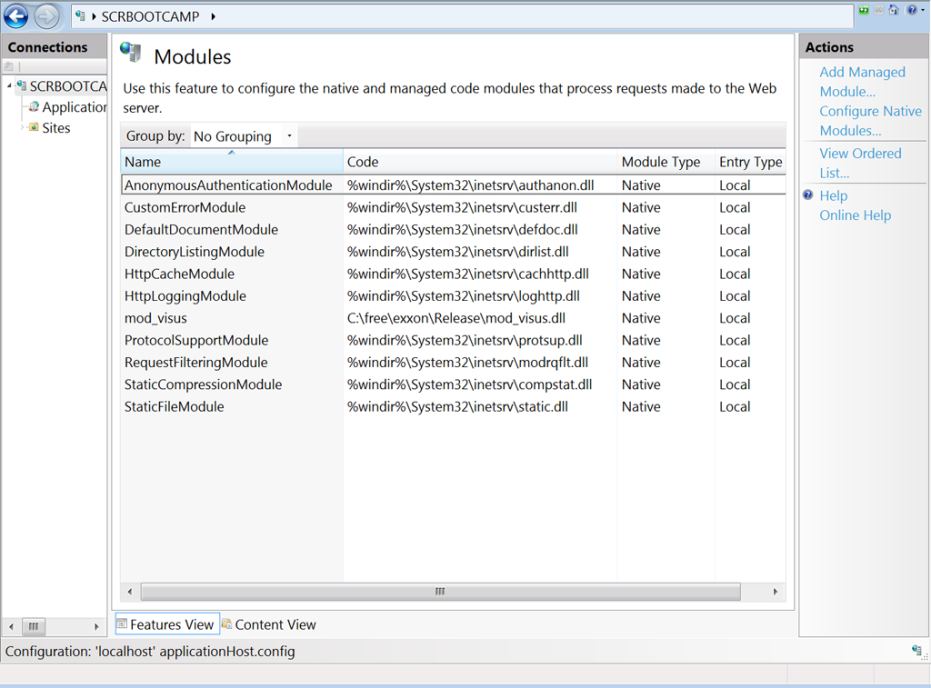 SCRBOOTCAMP
Connections
SCRBOOTCA
Application
Sites
Modules
Use this feature to configure the native and managed code modules that process requests made to the Web
server.
Group by: No Grouping
Name Code Module Type Entry Type
AnonymousAuthenticationModule %windir%\System32\inetsrv\authanon.dll Native Local
CustomErrorModule %windir%\System32\inetsrv\custerr.dll Native Local
DefaultDocumentModule %windir%\System32\inetsrv\defdoc.dll Native Local
DirectoryListingModule %windir%\System32\inetsrv\dirlist.dll Native Local
HttpCacheModule %windir%\System32\inetsrv\cachhttp.dll Native Local
HttpLoggingModule %windir%\System32\inetsrv\loghttp.dll Native Local
mod_visus C:\free\exxon\Release\mod_visus.dll Native Local
ProtocolSupportModule %windir%\System32\inetsrv\protsup.dll Native Local
RequestFilteringModule %windir%\System32\inetsrv\modrqflt.dll Native Local
StaticCompressionModule %windir%\System32\inetsrv\compstat.dll Native Local
StaticFileModule %windir%\System32\inetsrv\static.dll Native Local
Features View Content View
Actions
Add Managed
Module...
Configure Native
Modules...
View Ordered
List...
Help
Online Help
Configuration: 'localhost' applicationHost.config